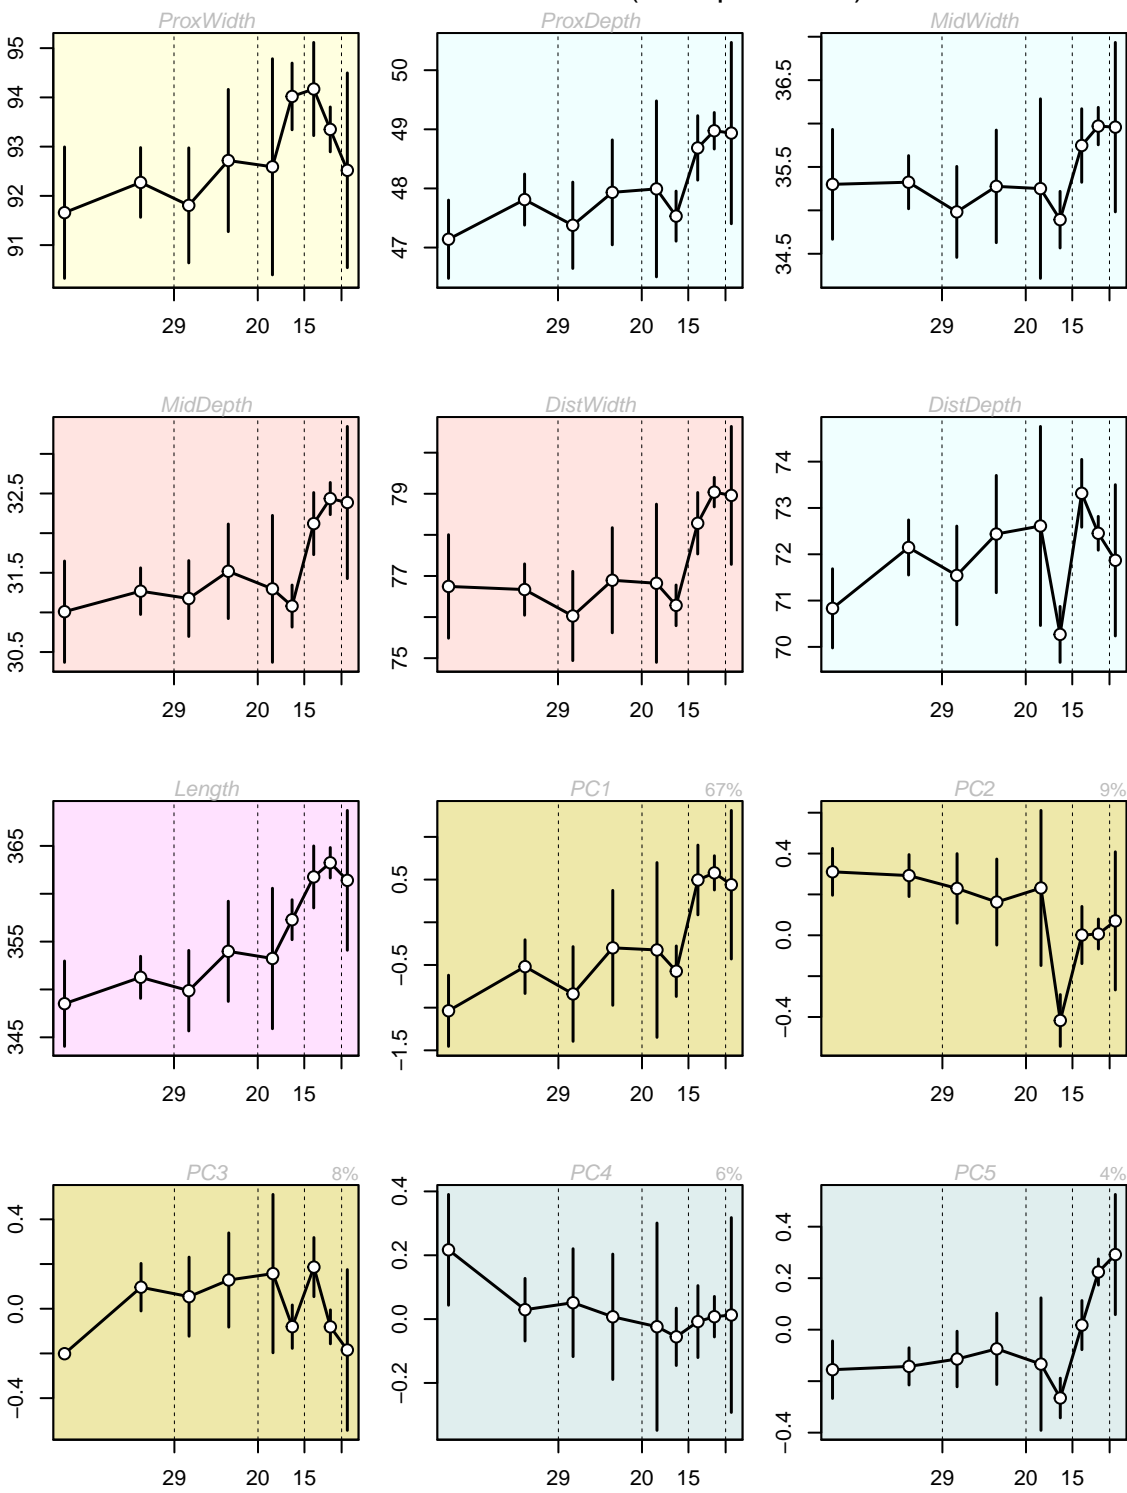 ProxWidth ProxDepth MidWidth
95 94 93 92 91
50 49 48 47
36.5 35.5 34.5
29 20 15 29 20 15 29 20 15
MidDepth DistWidth DistDepth
32.5 31.5 30.5
79 77 75
74 73 72 71 70
29 20 15 29 20 15 29 20 15
Length PC1 67% PC2 9%
365 355 345
0.5 −0.5 −1.5
0.4 0.0 −0.4
29 20 15 29 20 15 29 20 15
PC3 8% PC4 6% PC5 4%
0.4 0.0 −0.4
0.4 0.2 0.0 −0.2
0.4 0.2 0.0 −0.4
29 20 15 29 20 15 29 20 15